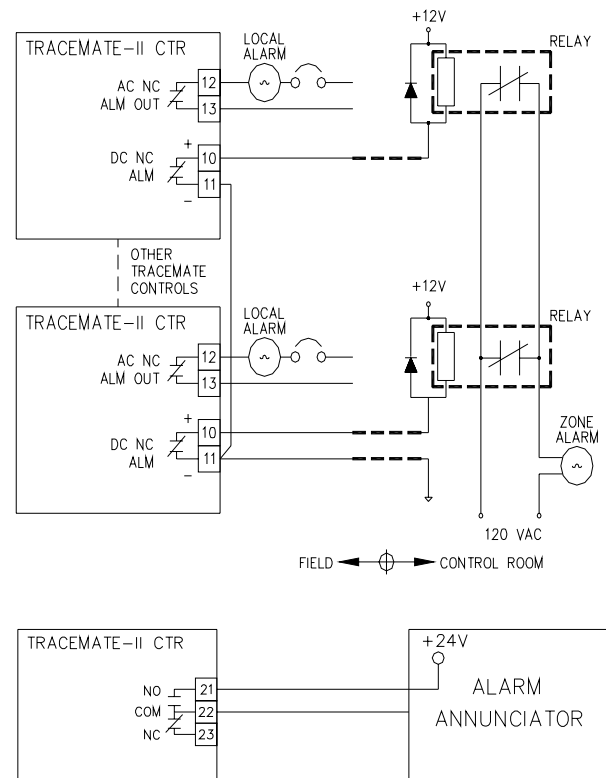 +12V
RELAY
TRACEMATE-II CTR
LOCAL
ALARM
AC NC
ALM OUT
12
13
+
DC NC
ALM
10
11
-
OTHER
TRACEMATE
CONTROLS
+12V
RELAY
TRACEMATE-II CTR
LOCAL
ALARM
AC NC
ALM OUT
12
13
+
DC NC
ALM
10
11
-
ZONE
ALARM
120 VAC
FIELD
CONTROL ROOM
TRACEMATE-II CTR
NO
21
COM
22
NC
23
+24V
ALARM
ANNUNCIATOR